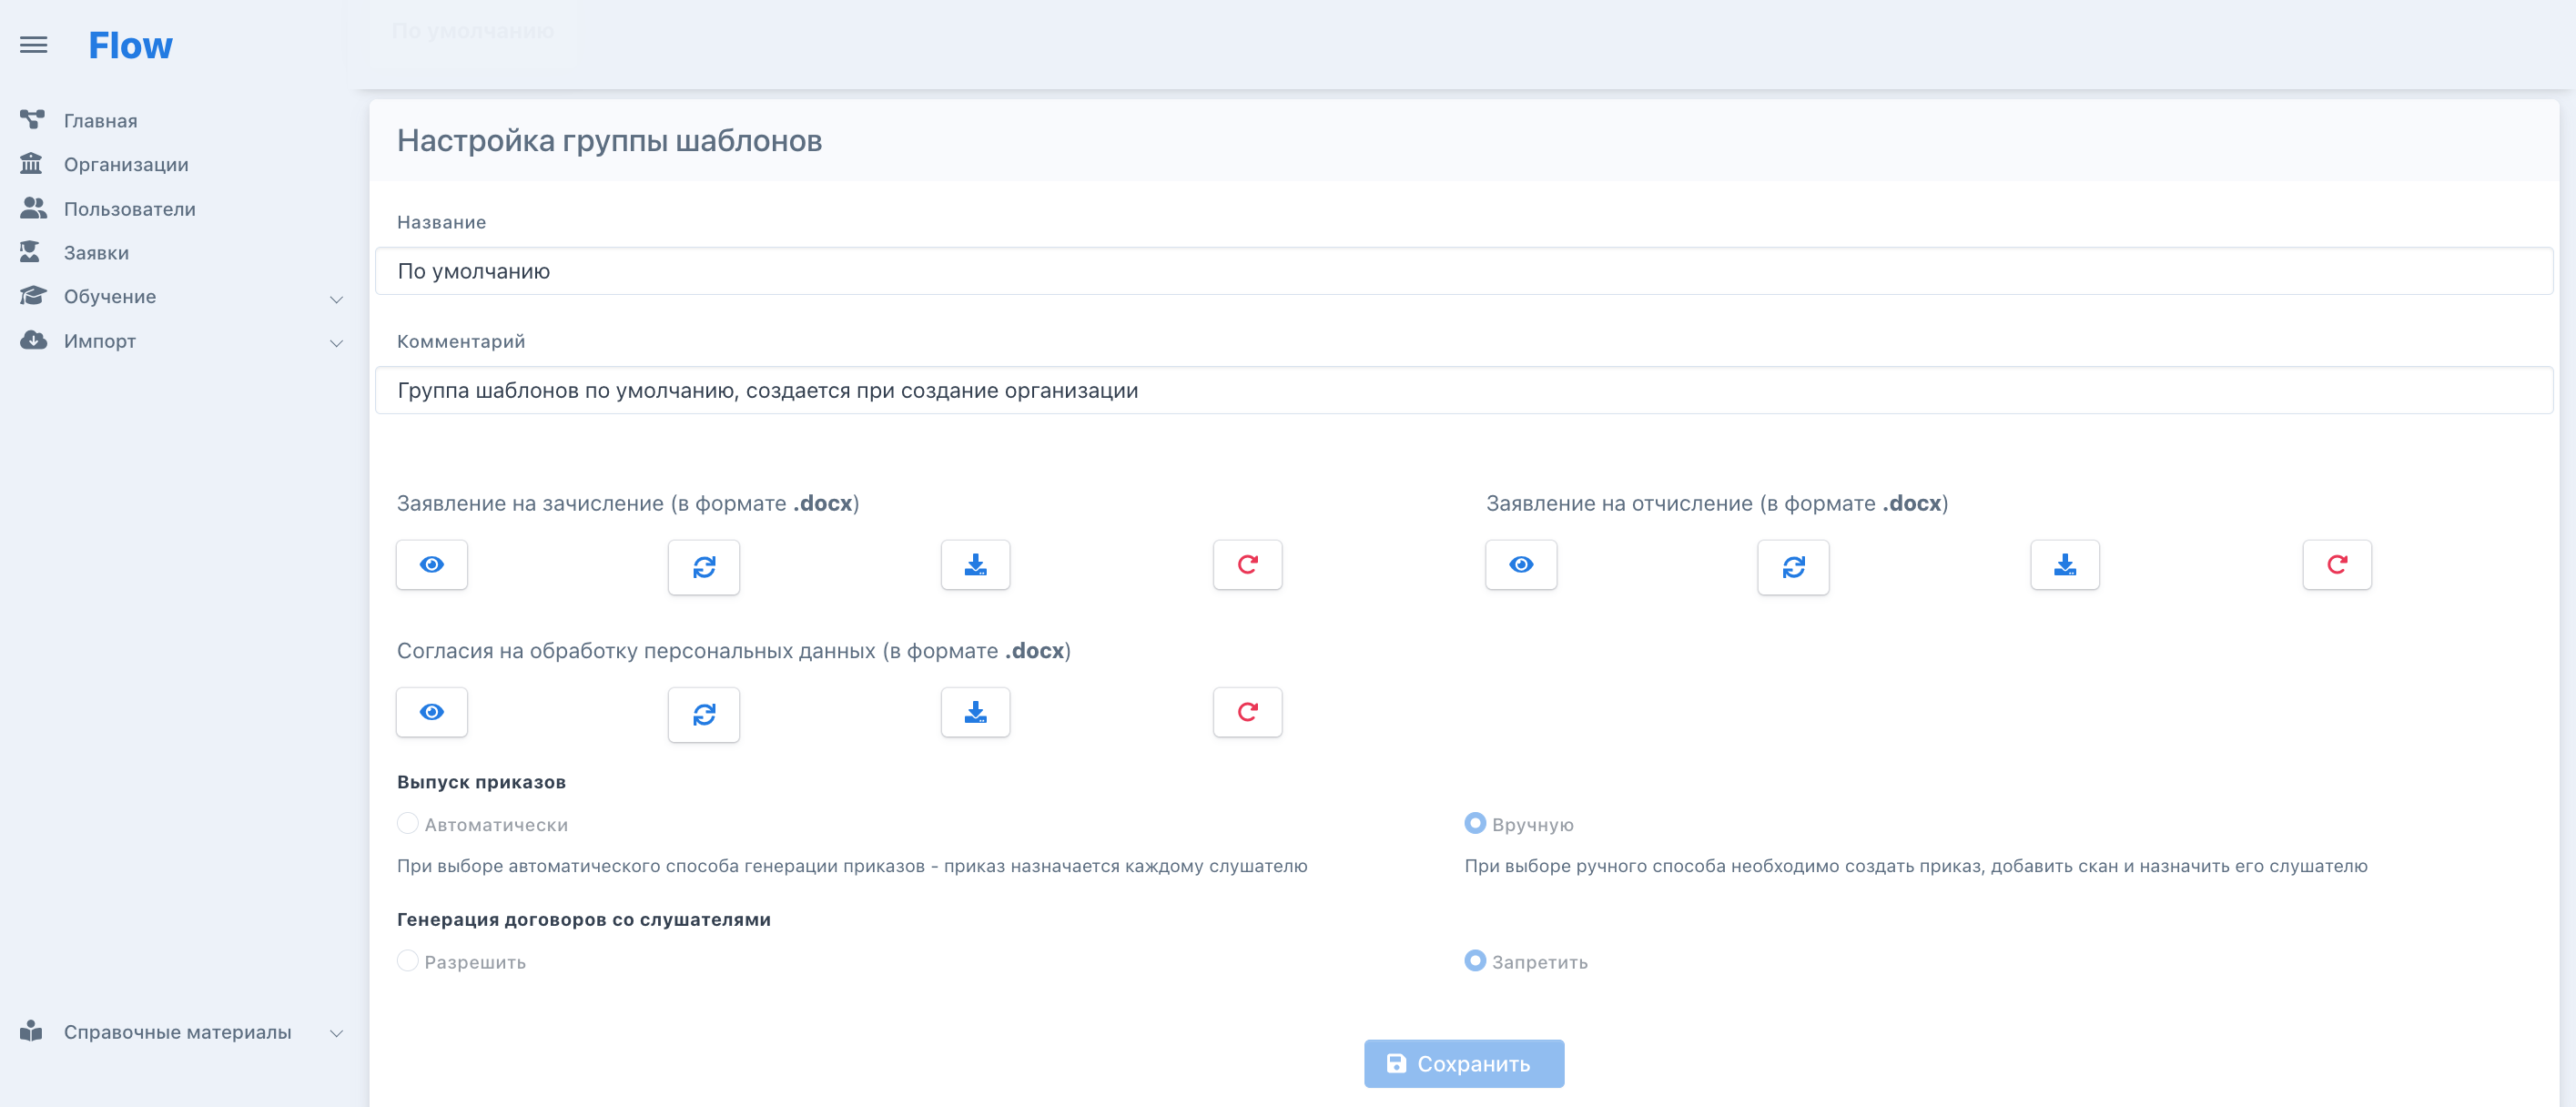 По умолчанию
Flow
Главная
Организации
Пользователи
Заявки
Обучение
Импорт
Справочные материалы
Настройка группы шаблонов
Название
По умолчанию
Комментарий
Группа шаблонов по умолчанию, создается при создание организации
Заявление на зачисление (в формате .docx)
Заявление на отчисление (в формате .docx)
Согласия на обработку персональных данных (в формате .docx)
Выпуск приказов
Автоматически
Вручную
При выборе автоматического способа генерации приказов - приказ назначается каждому слушателю
При выборе ручного способа необходимо создать приказ, добавить скан и назначить его слушателю
Генерация договоров со слушателями
Разрешить
Запретить
Сохранить